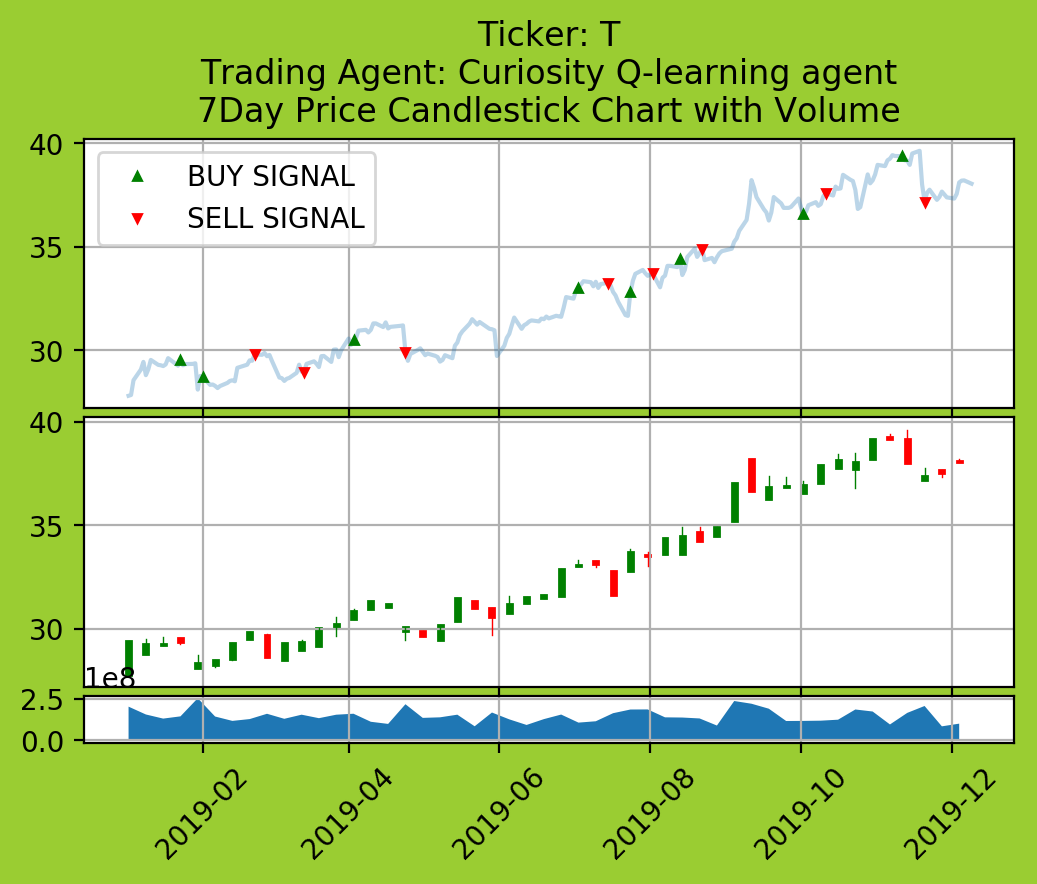 Ticker: T
Trading Agent: Curiosity Q-learning agent
7Day Price Candlestick Chart with Volume
40
BUY SIGNAL
SELL SIGNAL
35
30
40
35
30
1e8
2.5
0.0
2019-02 2019-04 2019-06 2019-08 2019-10 2019-12